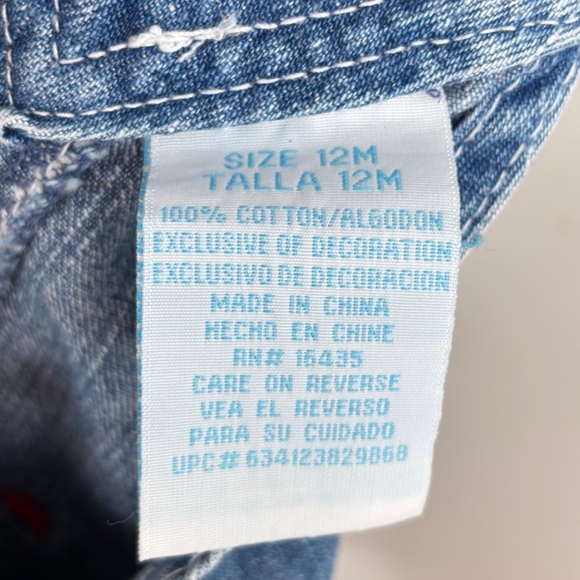 SIZE 12M
TALLA 12M
100% COTTON/ALGODON
EXCLUSIVE OF DECORATION
EXCLUSIVO DE DECORACION
MADE IN CHINA
HECHO EN CHINE
RN# 16435
CARE ON REVERSE
VEA EL REVERSO
PARA SU CUIDADO
UPC# 634123829868